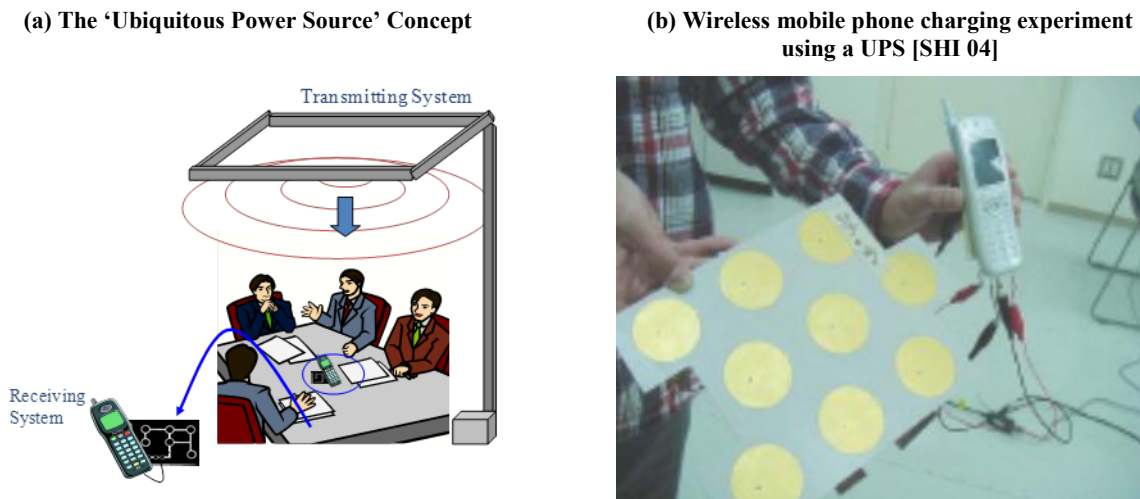 (a) The ‘Ubiquitous Power Source’ Concept
(b) Wireless mobile phone charging experiment
using a UPS [SHI 04]
Transmitting System
Receiving
System